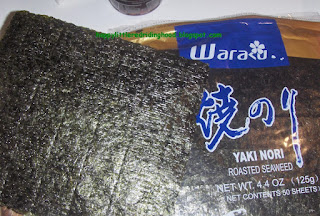 Waraku
焼のり
YAKI NORI
ROASTED SEAWEED
NET WT. 4.4 OZ (125g)
NET CONTENTS 50 SHEETS